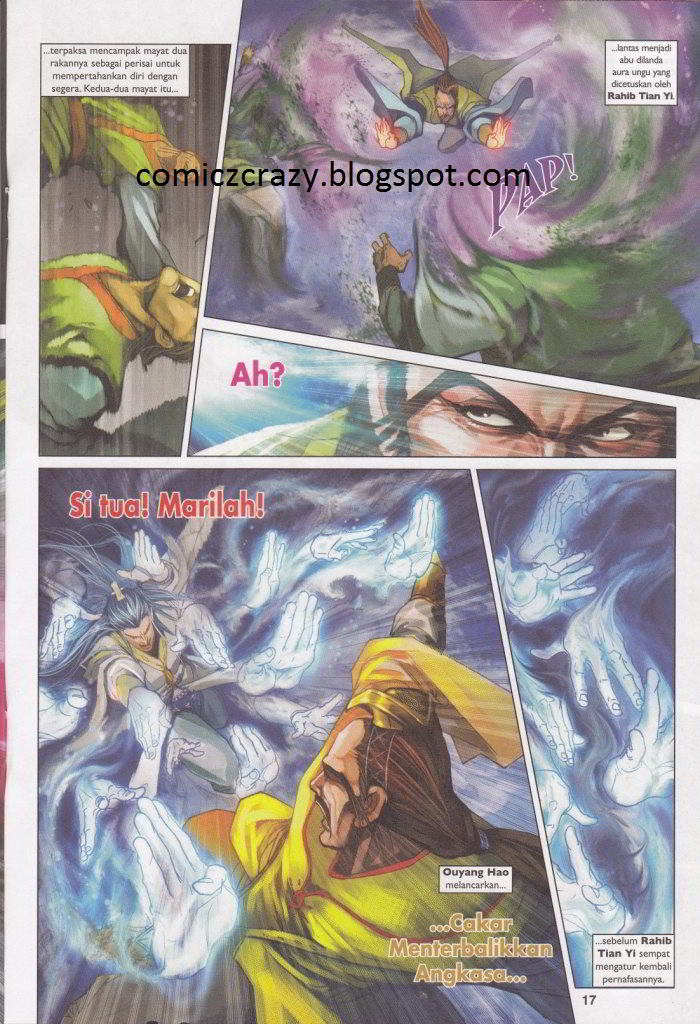 ...terpaksa mencampak mayat dua
rakannya sebagai perisai untuk
mempertahankan diri dengan
segera. Kedua-dua mayat itu...
...lantas menjadi
abu dilanda
aura ungu yang
dicetuskan oleh
Rahib Tian Yi.
comiczcrazy.blogspot.com
PAP!
Ah?
Si tua! Marilah!
Ouyang Hao
melancarkan...
...Cakar
Menterbalikkan
Angkasa...
...sebelum Rahib
Tian Yi sempat
mengatur kembali
pernafasannya.
17